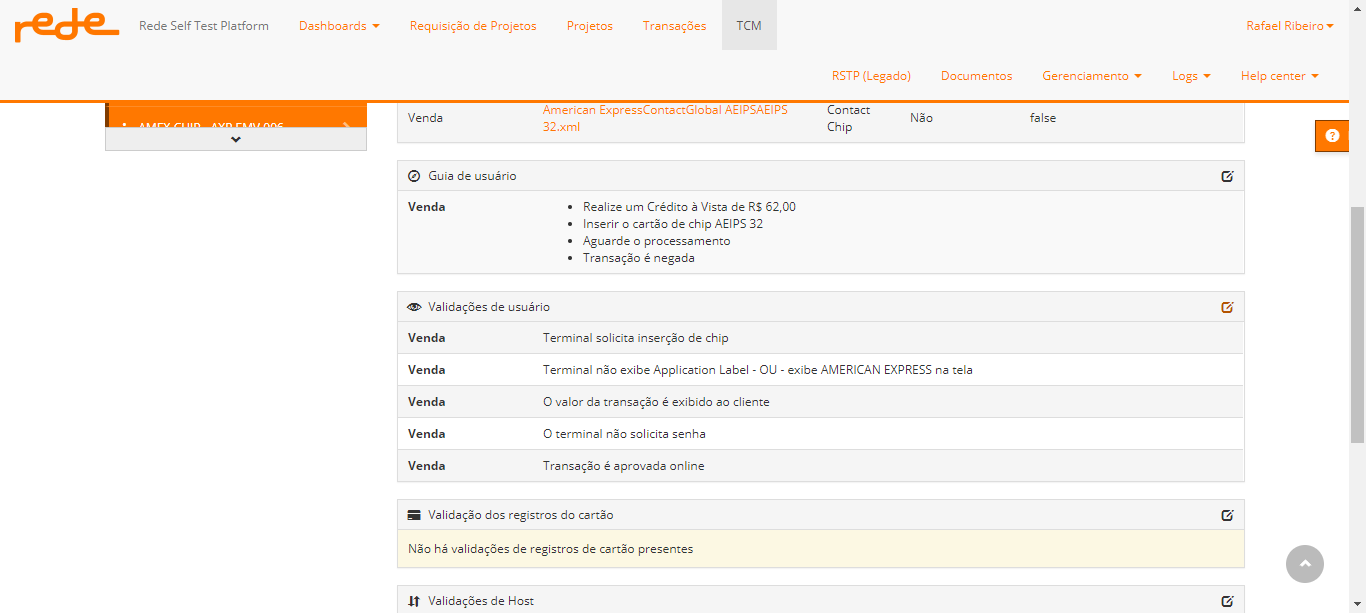 rede Rede Self Test Platform Dashboards Requisição de Projetos Projetos Transações TCM Rafael Ribeiro
RSTP (Legado) Documentos Gerenciamento Logs Help center
AMEX CHIP - AXP EMV 006
Venda American ExpressContactGlobal AEIPSAEIPS 32.xml Contact Chip Não false
Guia de usuário
Venda
• Realize um Crédito à Vista de R$ 62,00
• Inserir o cartão de chip AEIPS 32
• Aguarde o processamento
• Transação é negada
Validações de usuário
Venda Terminal solicita inserção de chip
Venda Terminal não exibe Application Label - OU - exibe AMERICAN EXPRESS na tela
Venda O valor da transação é exibido ao cliente
Venda O terminal não solicita senha
Venda Transação é aprovada online
Validação dos registros do cartão
Não há validações de registros de cartão presentes
Validações de Host